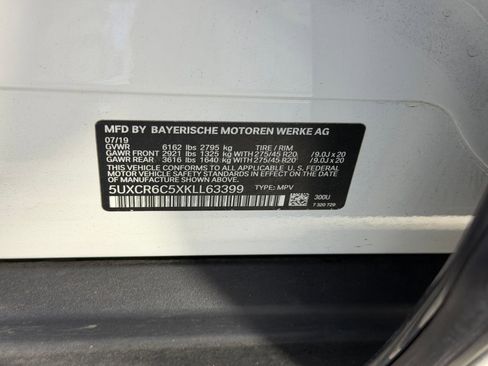 MFD BY BAYERISCHE MOTOREN WERKE AG
07/19
GVWR 6162 lbs 2795 kg TIRE / RIM
GAWR FRONT 2921 lbs 1325 kg with 275/45 R20 /9.0J x 20
GAWR REAR 3616 lbs 1640 kg with 275/45 R20 /9.0J x 20
THIS VEHICLE CONFORMS TO ALL APPLICABLE U. S. FEDERAL
MOTOR VEHICLE SAFETY STANDARDS IN EFFECT ON THE
DATE OF MANUFACTURE SHOWN ABOVE.
5UXCR6C5XKLL63399 TYPE: MPV
300U
7 320 729